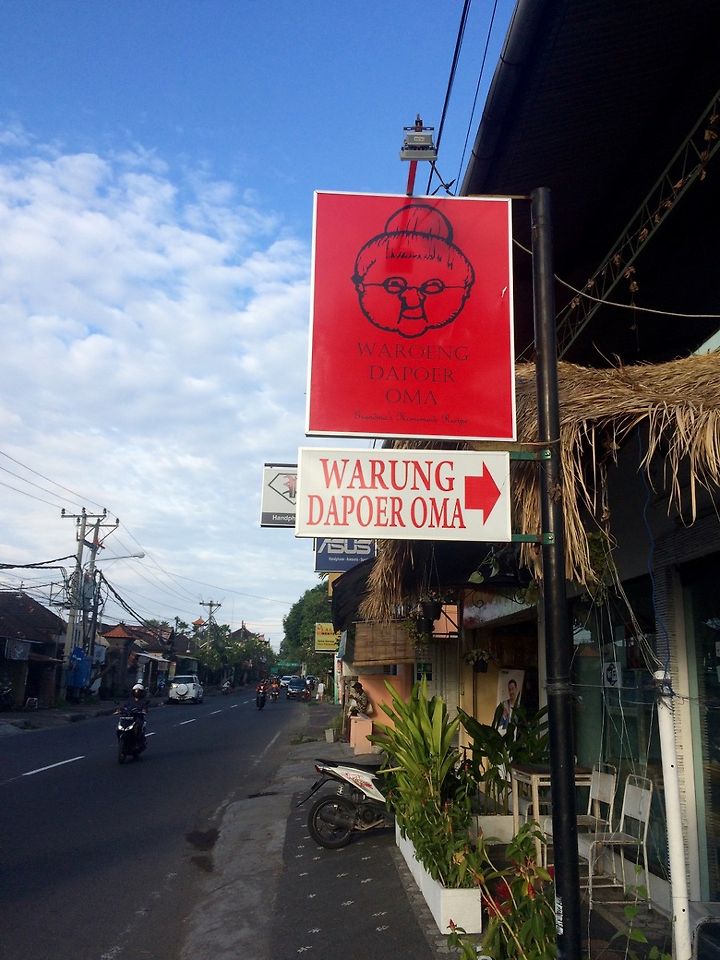 WAROENG
DAPOER
OMA
Grandma's Homemade Recipe
WARUNG
DAPOER OMA
ASUS